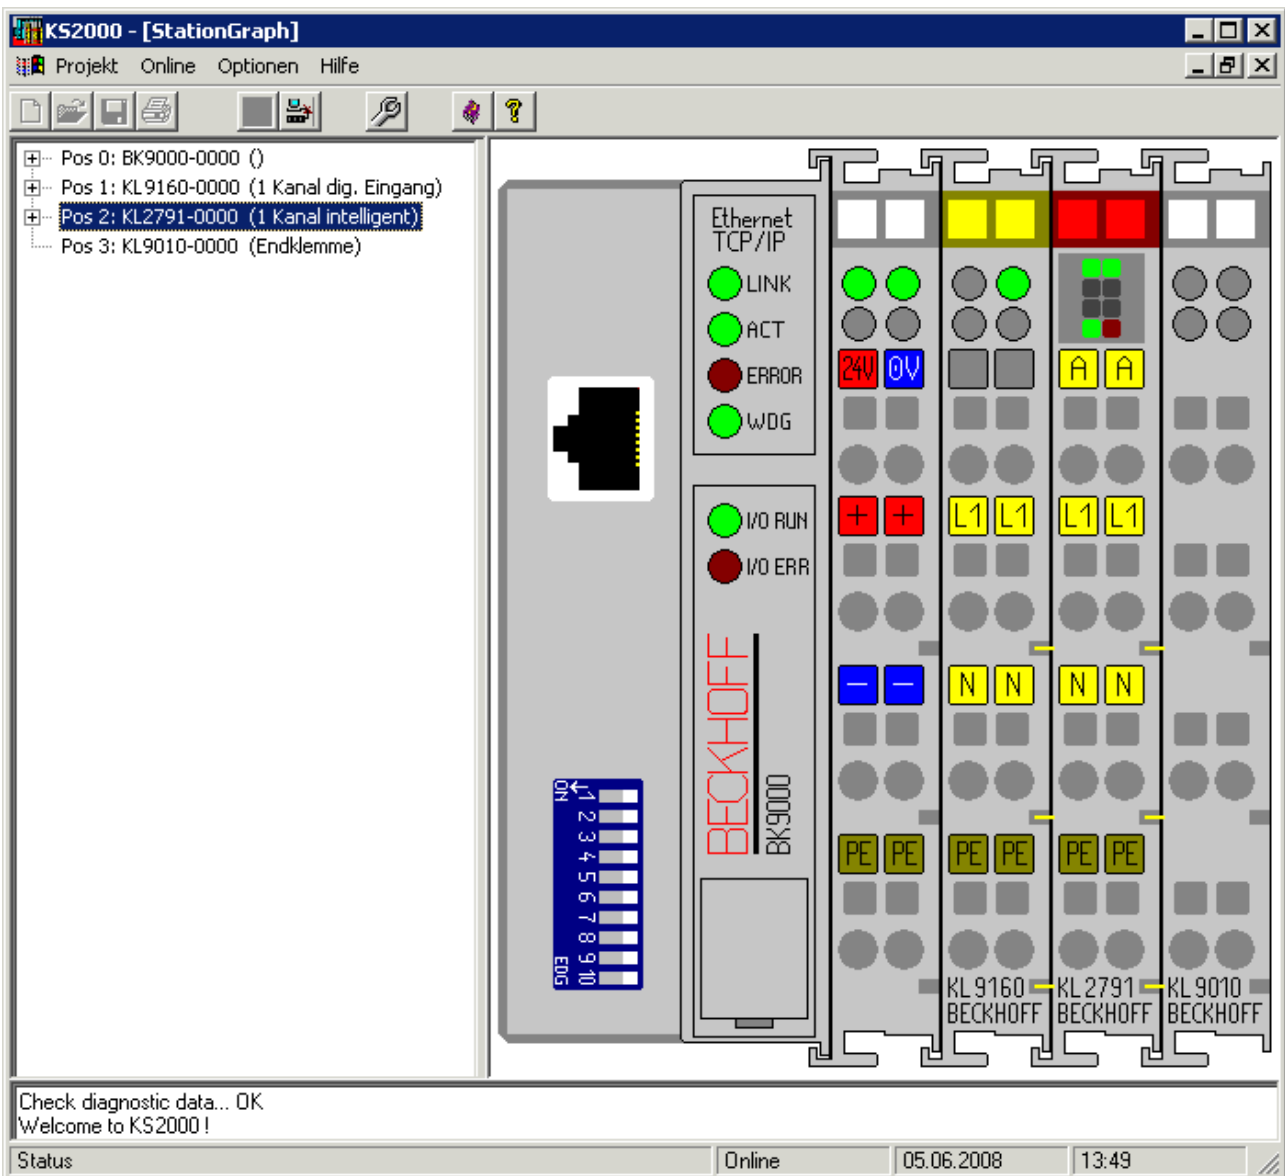 KS2000 - [StationGraph]
Projekt Online Optionen Hilfe
?
Pos 0: BK9000-0000 ()
Pos 1: KL9160-0000 (1 Kanal dig. Eingang)
Pos 2: KL2791-0000 (1 Kanal intelligent)
Pos 3: KL9010-0000 (Endklemme)
Ethernet
TCP/IP
LINK
ACT
ERROR
WDG
I/O RUN
I/O ERR
BECKHOFF
BK9000
ON
1
2
3
4
5
6
7
8
9
10
EDG
24V 0V A A
+ + L1 L1 L1 L1
— — N N N N
PE PE PE PE PE PE
KL9160 KL2791 KL9010
BECKHOFF BECKHOFF BECKHOFF
Check diagnostic data... OK
Welcome to KS2000 !
Status Online 05.06.2008 13:49